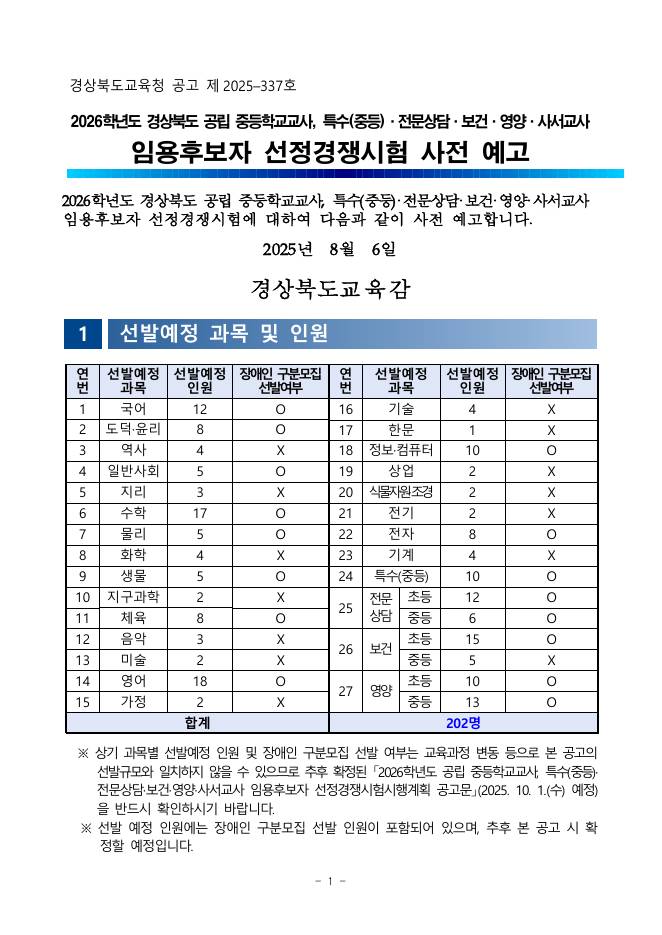 경상북도교육청 공고 제 2025–337호
2026학년도 경상북도 공립 중등학교교사, 특수(중등)·전문상담·보건·영양·사서교사
임용후보자 선정경쟁시험 사전 예고
2026학년도 경상북도 공립 중등학교교사, 특수(중등)·전문상담·보건·영양·사서교사
임용후보자 선정경쟁시험에 대하여 다음과 같이 사전 예고합니다.
2025년 8월 6일
경상북도교육감
1 선발예정 과목 및 인원
연번 선발예정과목 선발예정인원 장애인 구분모집 선발여부 연번 선발예정과목 선발예정인원 장애인 구분모집 선발여부
1 국어 12 O 16 기술 4 X
2 도덕·윤리 8 O 17 한문 1 X
3 역사 4 X 18 정보·컴퓨터 10 O
4 일반사회 5 O 19 상업 2 X
5 지리 3 X 20 식물자원조경 2 X
6 수학 17 O 21 전기 2 X
7 물리 5 O 22 전자 8 O
8 화학 4 X 23 기계 4 X
9 생물 5 O 24 특수(중등) 10 O
10 지구과학 2 X 25 전문상담 초등 12 O
11 체육 8 O 중등 6 O
12 음악 3 X 26 보건 초등 15 O
13 미술 2 X 중등 5 X
14 영어 18 O 27 영양 초등 10 O
15 가정 2 X 중등 13 O
합계 202명
※ 상기 과목별 선발예정 인원 및 장애인 구분모집 선발 여부는 교육과정 변동 등으로 본 공고의
선발규모와 일치하지 않을 수 있으므로 추후 확정된 「2026학년도 공립 중등학교교사, 특수(중등)·
전문상담·보건·영양·사서교사 임용후보자 선정경쟁시험시행계획 공고문」(2025. 10. 1.(수) 예정)
을 반드시 확인하시기 바랍니다.
※ 선발 예정 인원에는 장애인 구분모집 선발 인원이 포함되어 있으며, 추후 본 공고 시 확
정할 예정입니다.
– 1 –